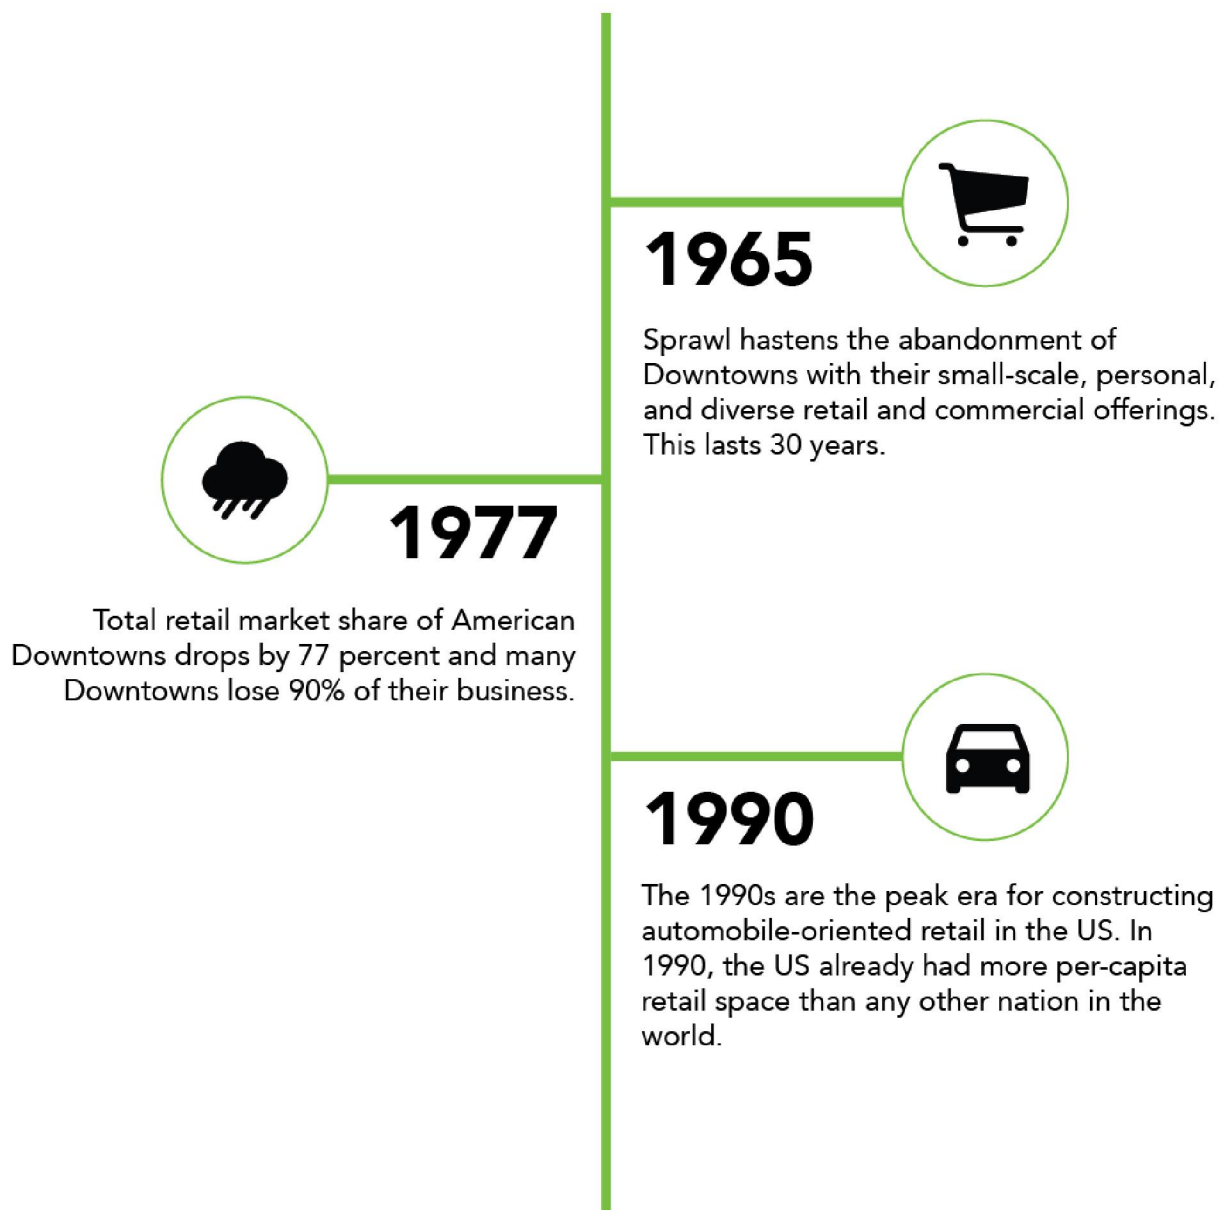 1965
Sprawl hastens the abandonment of
Downtowns with their small-scale, personal,
and diverse retail and commercial offerings.
This lasts 30 years.
1977
Total retail market share of American
Downtowns drops by 77 percent and many
Downtowns lose 90% of their business.
1990
The 1990s are the peak era for constructing
automobile-oriented retail in the US. In
1990, the US already had more per-capita
retail space than any other nation in the
world.